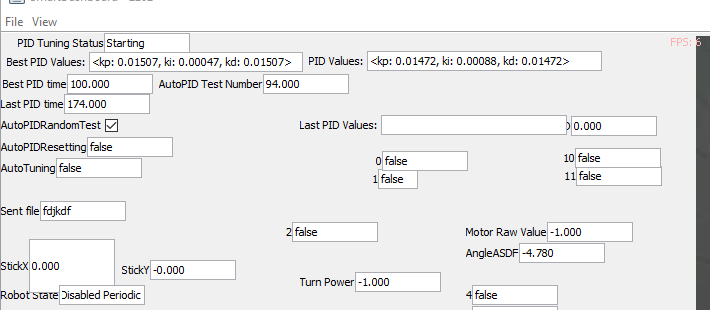 File View
PID Tuning Status Starting
FPS: 6
Best PID Values: <kp: 0.01507, ki: 0.00047, kd: 0.01507> PID Values: <kp: 0.01472, ki: 0.00088, kd: 0.01472>
Best PID time 100.000 AutoPID Test Number 94.000
Last PID time 174.000
AutoPIDRandomTest Last PID Values: 0.000
AutoPIDResetting false
0 false 10 false
AutoTuning false
1 false 11 false
Sent file fdjkdf
2 false Motor Raw Value -1.000
AngleASDF -4.780
StickX 0.000 StickY -0.000
Turn Power -1.000
Robot State Disabled Periodic 4 false